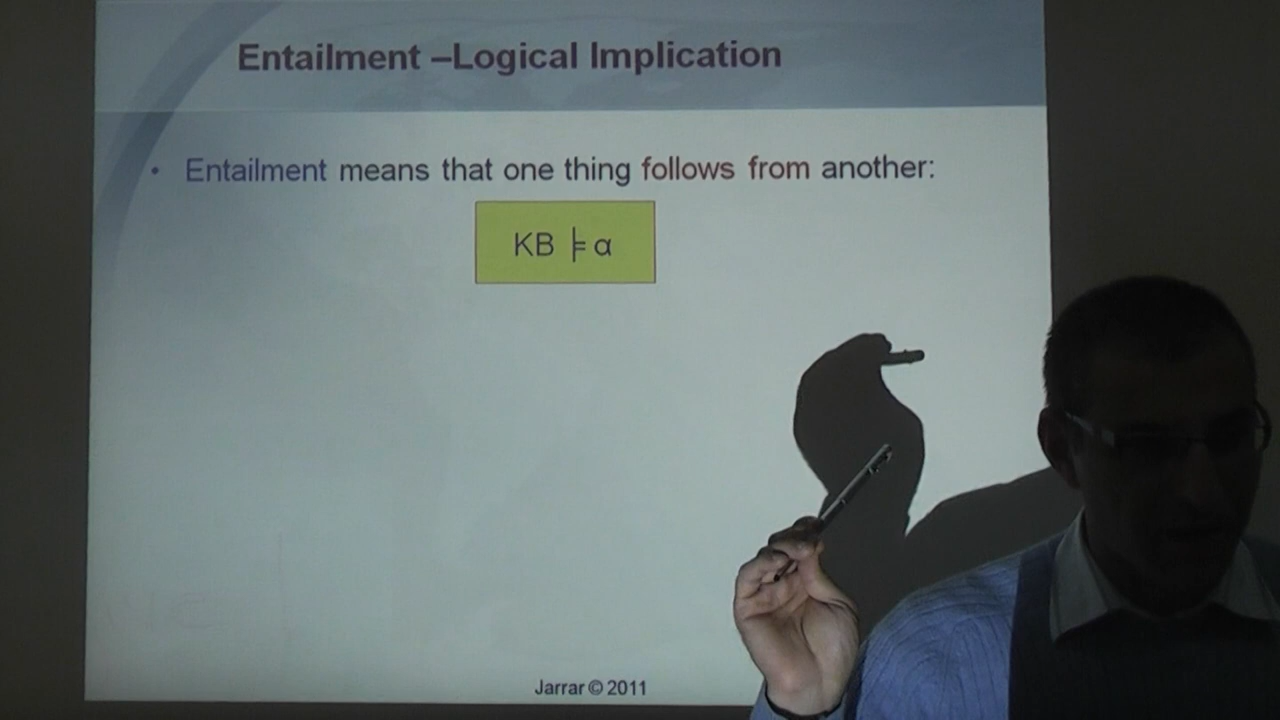 Entailment –Logical Implication
• Entailment means that one thing follows from another:
KB ⊨ α
Jarrar © 2011